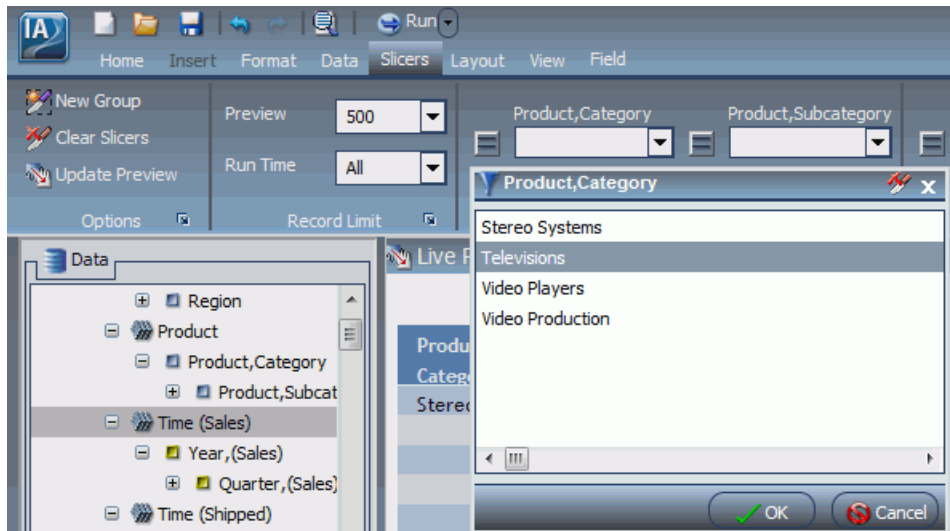 IA
Run
Home Insert Format Data Slicers Layout View Field
New Group
Clear Slicers
Update Preview
Options
Preview 500
Run Time All
Record Limit
Product,Category
Product,Subcategory
Data
Region
Product
Product,Category
Product,Subcat
Time (Sales)
Year,(Sales)
Quarter,(Sales)
Time (Shipped)
Live
Produ
Catego
Stereo
Product,Category
Stereo Systems
Televisions
Video Players
Video Production
OK
Cancel